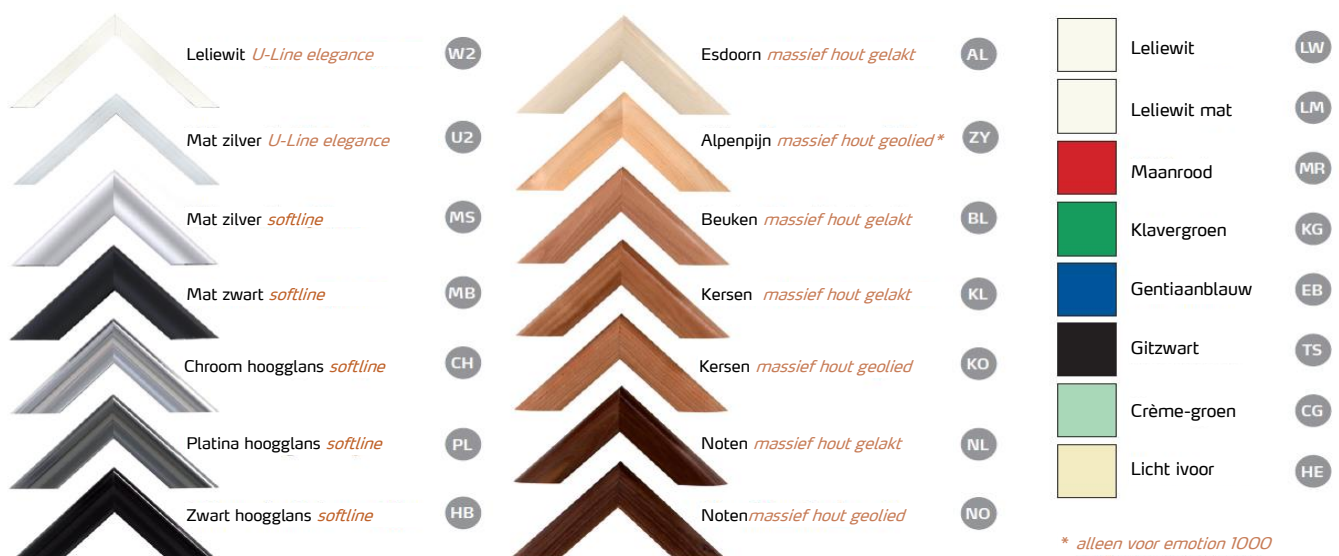 Leliewit U-Line elegance W2
Mat zilver U-Line elegance U2
Mat zilver softline MS
Mat zwart softline MB
Chroom hoogglans softline CH
Platina hoogglans softline PL
Zwart hoogglans softline HB
Esdoorn massief hout gelakt AL
Alpenpijn massief hout geolied* ZY
Beuken massief hout gelakt BL
Kersen massief hout gelakt KL
Kersen massief hout geolied KO
Noten massief hout gelakt NL
Noten massief hout geolied NO
Leliewit LW
Leliewit mat LM
Maanrood MR
Klavergroen KG
Gentiaanblauw EB
Gitzwart TS
Crème-groen CG
Licht ivoor HE
* alleen voor emotion 1000